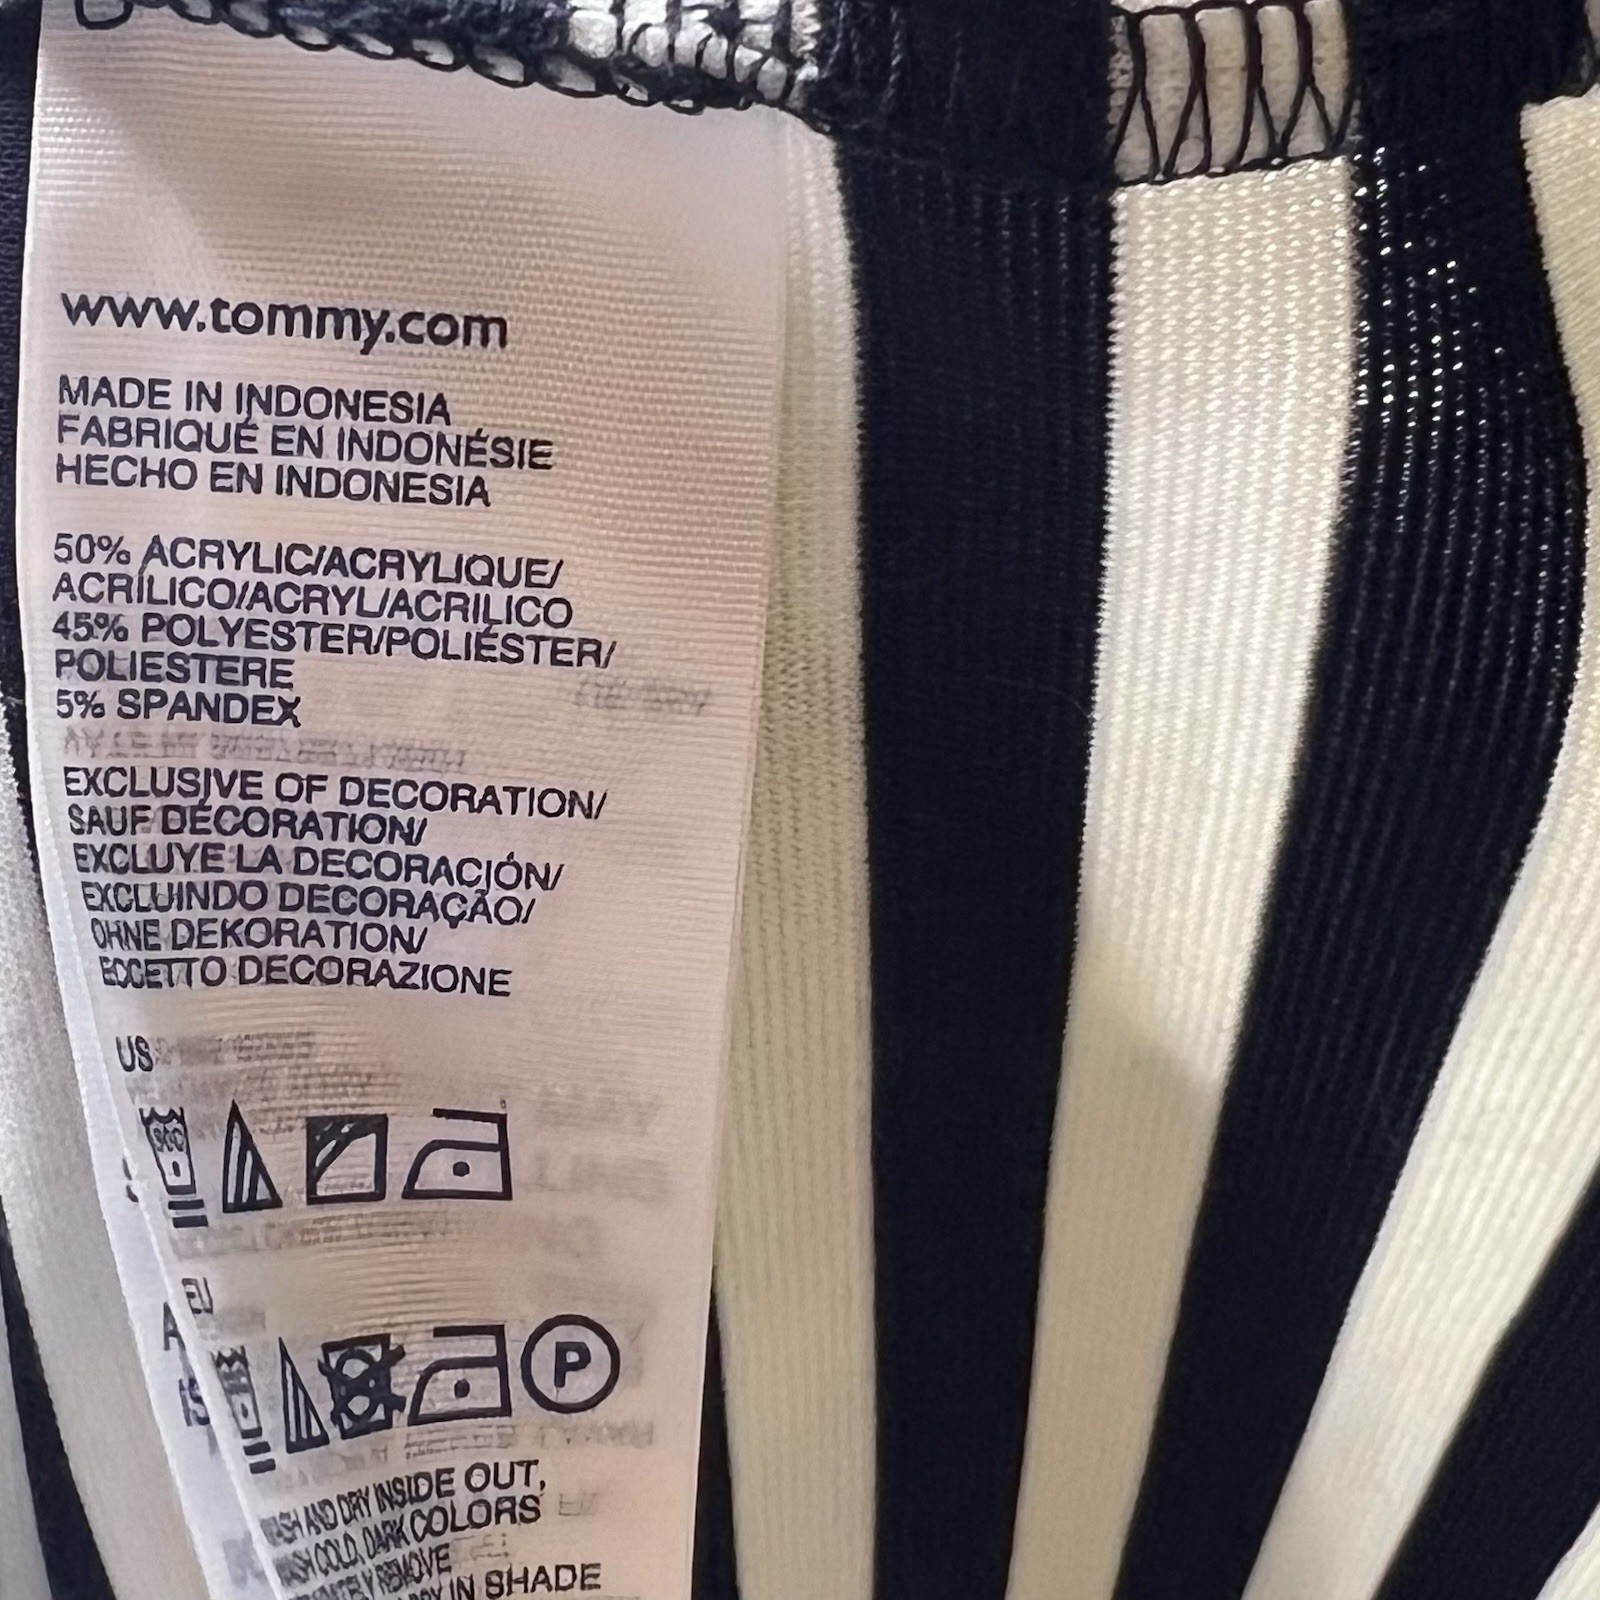 www.tommy.com
MADE IN INDONESIA
FABRIQUÉ EN INDONÉSIE
HECHO EN INDONESIA
50% ACRYLIC/ACRYLIQUE/
ACRÍLICO/ACRYL/ACRILICO
45% POLYESTER/POLIÉSTER/
POLIESTERE
5% SPANDEX
EXCLUSIVE OF DECORATION/
SAUF DÉCORATION/
EXCLUYE LA DECORACIÓN/
EXCLUINDO DECORAÇÃO/
OHNE DEKORATION/
ECCETTO DECORAZIONE
US
EU
P
AND DRY INSIDE OUT,
COLD, DARK COLORS
REMOVE
IN SHADE